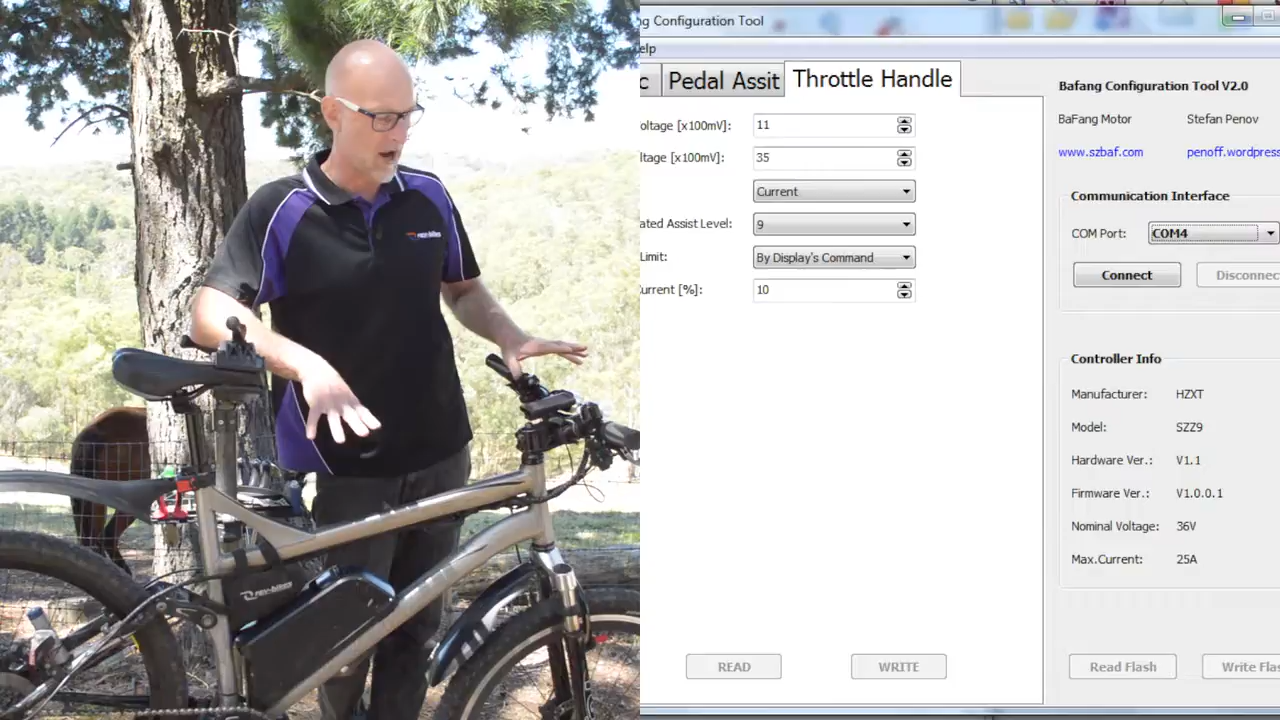 ng Configuration Tool
elp
c
Pedal Assit
Throttle Handle
oltage [x100mV]: 11
ltage [x100mV]: 35
Current
ated Assist Level: 9
Limit: By Display's Command
urrent [%]: 10
READ
WRITE
Bafang Configuration Tool V2.0
BaFang Motor
Stefan Penov
www.szbaf.com
penoff.wordpress
Communication Interface
COM Port: COM4
Connect
Disconnec
Controller Info
Manufacturer: HZXT
Model: SZZ9
Hardware Ver.: V1.1
Firmware Ver.: V1.0.0.1
Nominal Voltage: 36V
Max.Current: 25A
Read Flash
Write Flas